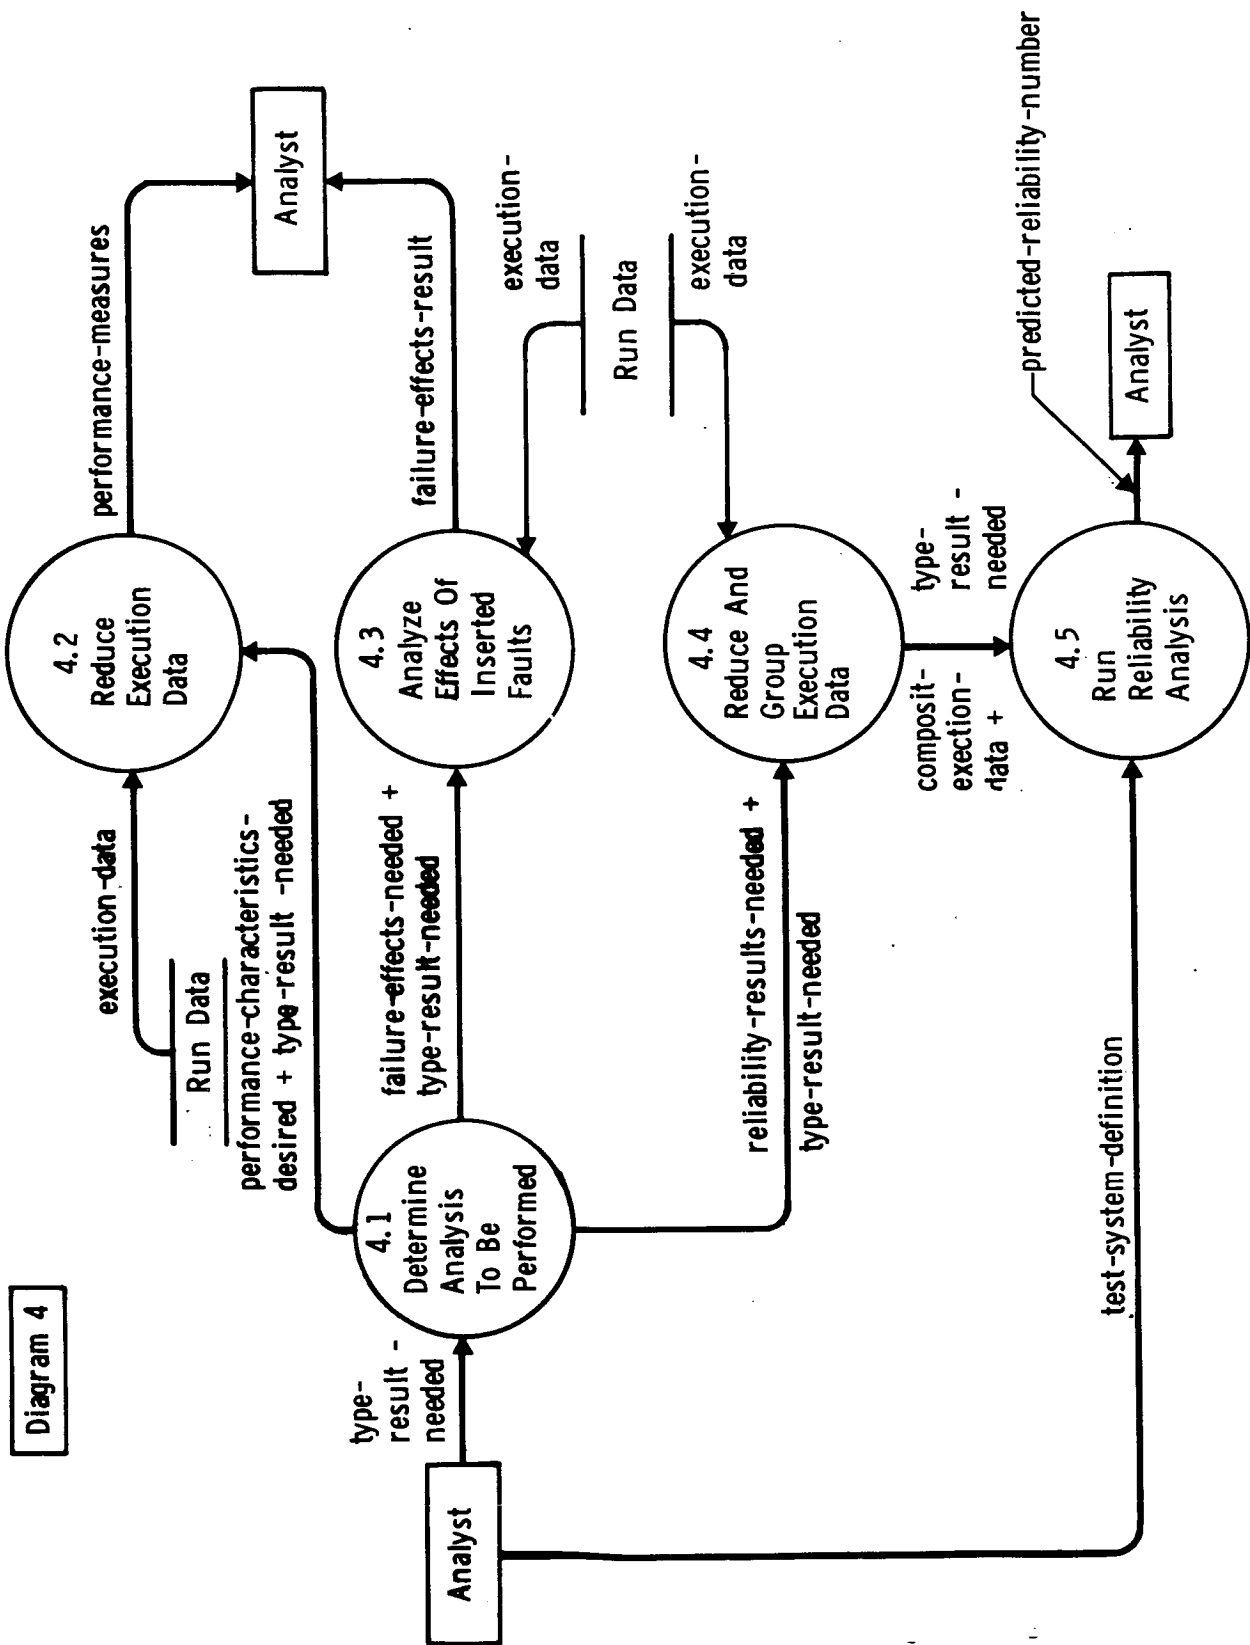 Diagram 4
Analyst
type-
result -
needed
4.1
Determine
Analysis
To Be
Performed
execution-data
Run Data
performance-characteristics-
desired + type-result -needed
4.2
Reduce
Execution
Data
performance-measures
Analyst
failure-effects-needed +
type-result-needed
4.3
Analyze
Effects Of
Inserted
Faults
failure-effects-result
execution-
data
Run Data
execution-
data
reliability-results-needed +
type-result-needed
4.4
Reduce And
Group
Execution
Data
composit-
exection-
data +
type-
result -
needed
test-system-definition
4.5
Run
Reliability
Analysis
Analyst
predicted-reliability-number